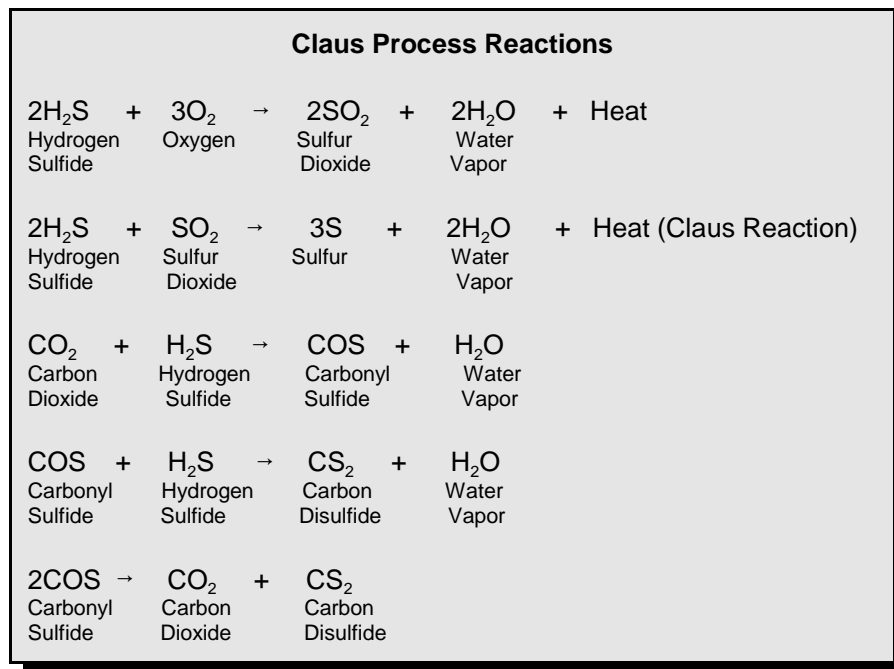 Claus Process Reactions
2H₂S + 3O₂ → 2SO₂ + 2H₂O + Heat
Hydrogen Oxygen Sulfur Water
Sulfide Dioxide Vapor
2H₂S + SO₂ → 3S + 2H₂O + Heat (Claus Reaction)
Hydrogen Sulfur Sulfur Water
Sulfide Dioxide Vapor
CO₂ + H₂S → COS + H₂O
Carbon Hydrogen Carbonyl Water
Dioxide Sulfide Sulfide Vapor
COS + H₂S → CS₂ + H₂O
Carbonyl Hydrogen Carbon Water
Sulfide Sulfide Disulfide Vapor
2COS → CO₂ + CS₂
Carbonyl Carbon Carbon
Sulfide Dioxide Disulfide